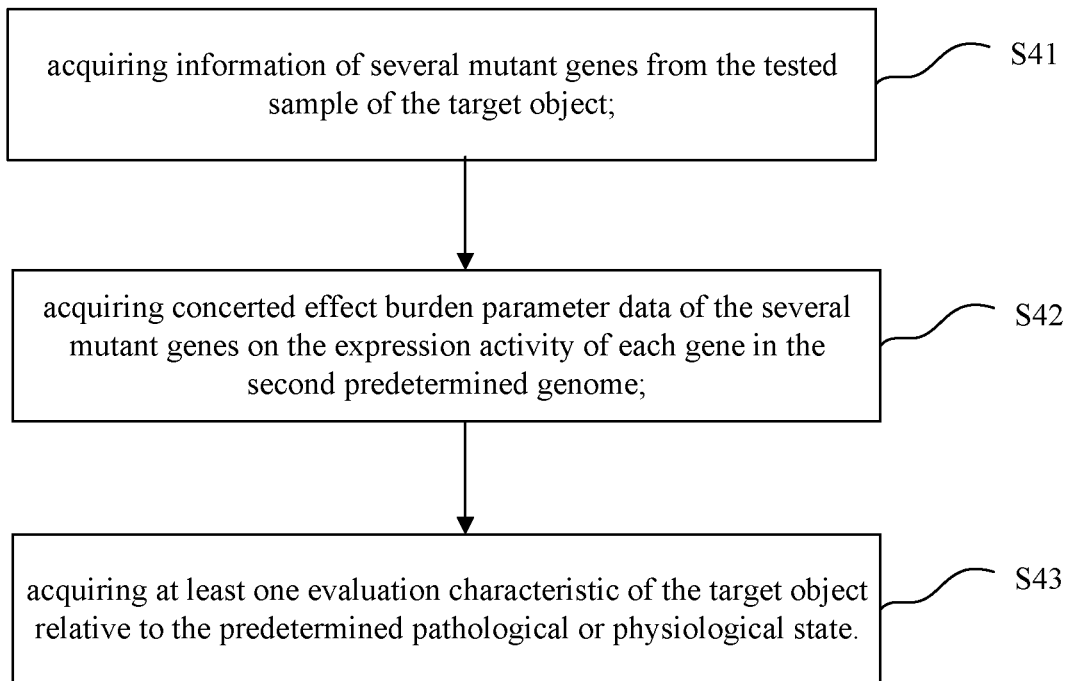 acquiring information of several mutant genes from the tested
sample of the target object;
S41
acquiring concerted effect burden parameter data of the several
mutant genes on the expression activity of each gene in the
second predetermined genome;
S42
acquiring at least one evaluation characteristic of the target object
relative to the predetermined pathological or physiological state.
S43